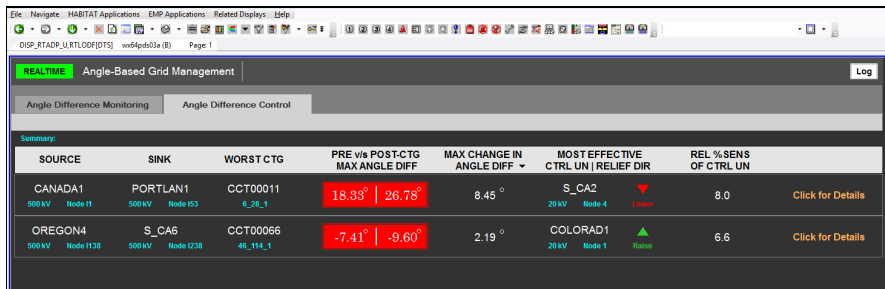 File Navigate HABITAT Applications EMP Applications Related Displays Help
DISP_RTADP_U,RTLODF[DTS] wx64pds03a (B) Page: 1
REALTIME Angle-Based Grid Management Log
Angle Difference Monitoring Angle Difference Control
Summary:
SOURCE SINK WORST CTG PRE v/s POST-CTG MAX ANGLE DIFF MAX CHANGE IN ANGLE DIFF MOST EFFECTIVE CTRL UN | RELIEF DIR REL %SENS OF CTRL UN
CANADA1 PORTLAN1 CCT00011 18.33° | 26.78° 8.45 ° S_CA2 8.0 Click for Details
500 kV Node I1 500 kV Node I53 6_28_1 20 kV Node 4 Lower
OREGON4 S_CA6 CCT00066 -7.41° | -9.60° 2.19 ° COLORAD1 6.6 Click for Details
500 kV Node I138 500 kV Node I238 46_114_1 20 kV Node 1 Raise